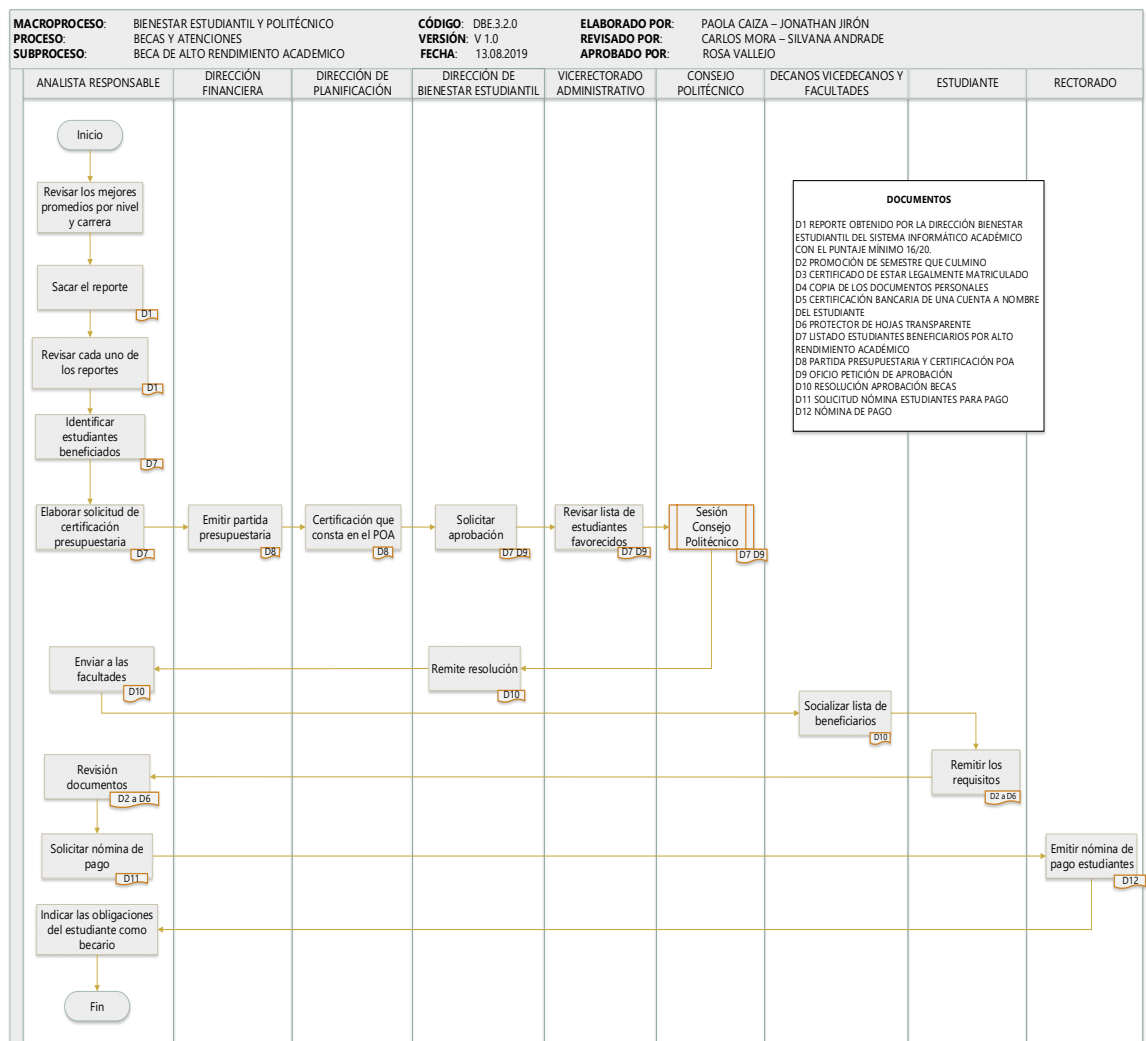 MACROPROCESO: BIENESTAR ESTUDIANTIL Y POLITÉCNICO CÓDIGO: DBE.3.2.0 ELABORADO POR: PAOLA CAIZA – JONATHAN JIRÓN
PROCESO: BECAS Y ATENCIONES VERSIÓN: V 1.0 REVISADO POR: CARLOS MORA – SILVANA ANDRADE
SUBPROCESO: BECA DE ALTO RENDIMIENTO ACADEMICO FECHA: 13.08.2019 APROBADO POR: ROSA VALLEJO
ANALISTA RESPONSABLE
DIRECCIÓN
FINANCIERA
DIRECCIÓN DE
PLANIFICACIÓN
DIRECCIÓN DE
BIENESTAR ESTUDIANTIL
VICERECTORADO
ADMINISTRATIVO
CONSEJO
POLITÉCNICO
DECANOS VICEDECANOS Y
FACULTADES
ESTUDIANTE
RECTORADO
Inicio
Revisar los mejores
promedios por nivel
y carrera
Sacar el reporte
D1
Revisar cada uno de
los reportes
D1
Identificar
estudiantes
beneficiados
D7
DOCUMENTOS
D1 REPORTE OBTENIDO POR LA DIRECCIÓN BIENESTAR
ESTUDIANTIL DEL SISTEMA INFORMÁTICO ACADÉMICO
CON EL PUNTAJE MÍNIMO 16/20.
D2 PROMOCIÓN DE SEMESTRE QUE CULMINO
D3 CERTIFICADO DE ESTAR LEGALMENTE MATRICULADO
D4 COPIA DE LOS DOCUMENTOS PERSONALES
D5 CERTIFICACIÓN BANCARIA DE UNA CUENTA A NOMBRE
DEL ESTUDIANTE
D6 PROTECTOR DE HOJAS TRANSPARENTE
D7 LISTADO ESTUDIANTES BENEFICIARIOS POR ALTO
RENDIMIENTO ACADÉMICO
D8 PARTIDA PRESUPUESTARIA Y CERTIFICACIÓN POA
D9 OFICIO PETICIÓN DE APROBACIÓN
D10 RESOLUCIÓN APROBACIÓN BECAS
D11 SOLICITUD NÓMINA ESTUDIANTES PARA PAGO
D12 NÓMINA DE PAGO
Elaborar solicitud de
certificación
presupuestaria
D7
Emitir partida
presupuestaria
D8
Certificación que
consta en el POA
D8
Solicitar
aprobación
D7 D9
Revisar lista de
estudiantes
favorecidos
D7 D9
Sesión
Consejo
Politécnico
D7 D9
Enviar a las
facultades
D10
Remite resolución
D10
Socializar lista de
beneficiarios
D10
Revisión
documentos
D2 a D6
Remitir los
requisitos
D2 a D6
Solicitar nómina de
pago
D11
Emitir nómina de
pago estudiantes
D12
Indicar las obligaciones
del estudiante como
becario
Fin